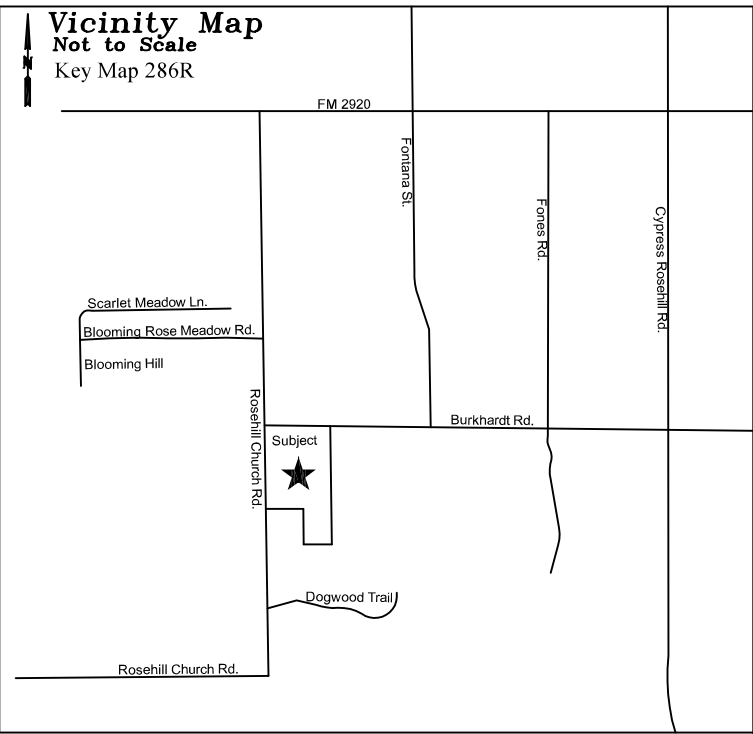 Vicinity Map
Not to Scale
Key Map 286R
N
FM 2920
Fontana St.
Fones Rd.
Cypress Rosehill Rd.
Scarlet Meadow Ln.
Blooming Rose Meadow Rd.
Blooming Hill
Rosehill Church Rd.
Burkhardt Rd.
Subject
Dogwood Trail
Rosehill Church Rd.